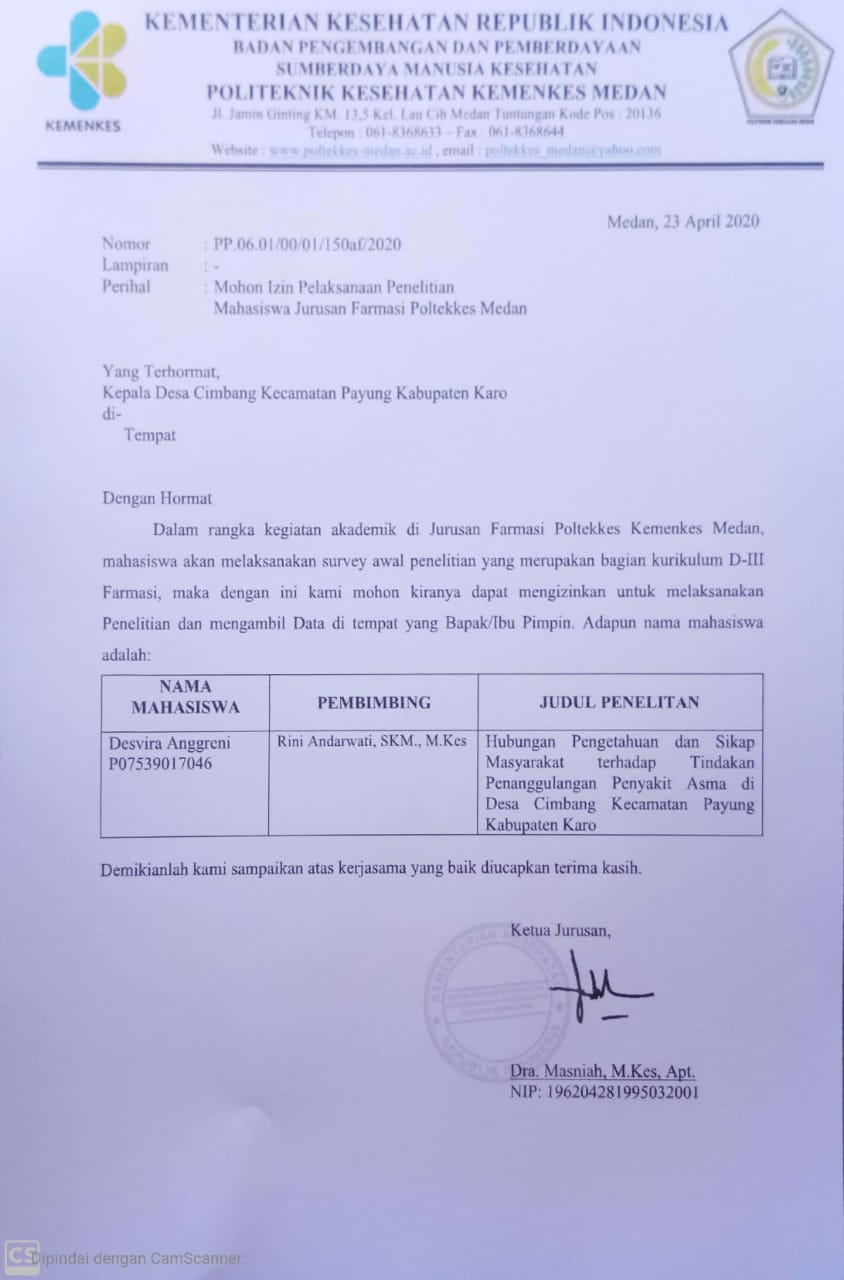 KEMENTERIAN KESEHATAN REPUBLIK INDONESIA
BADAN PENGEMBANGAN DAN PEMBERDAYAAN
SUMBERDAYA MANUSIA KESEHATAN
POLITEKNIK KESEHATAN KEMENKES MEDAN
Jl. Jamin Ginting KM. 13,5 Kel. Lau Cih Medan Tuntungan Kode Pos : 20136
Telepon : 061-8368633 – Fax : 061-8368644
Website : www.poltekkes-medan.ac.id , email : poltekkes_medan@yahoo.com
KEMENKES
Medan, 23 April 2020
Nomor : PP.06.01/00/01/150af/2020
Lampiran : -
Perihal : Mohon Izin Pelaksanaan Penelitian
Mahasiswa Jurusan Farmasi Poltekkes Medan
Yang Terhormat,
Kepala Desa Cimbang Kecamatan Payung Kabupaten Karo
di-
Tempat
Dengan Hormat
Dalam rangka kegiatan akademik di Jurusan Farmasi Poltekkes Kemenkes Medan,
mahasiswa akan melaksanakan survey awal penelitian yang merupakan bagian kurikulum D-III
Farmasi, maka dengan ini kami mohon kiranya dapat mengizinkan untuk melaksanakan
Penelitian dan mengambil Data di tempat yang Bapak/Ibu Pimpin. Adapun nama mahasiswa
adalah:
NAMA
MAHASISWA
PEMBIMBING
JUDUL PENELITAN
Desvira Anggreni
P07539017046
Rini Andarwati, SKM., M.Kes
Hubungan Pengetahuan dan Sikap
Masyarakat terhadap Tindakan
Penanggulangan Penyakit Asma di
Desa Cimbang Kecamatan Payung
Kabupaten Karo
Demikianlah kami sampaikan atas kerjasama yang baik diucapkan terima kasih.
Ketua Jurusan,
KEMENTERIAN KESEHATAN
REPUBLIK INDONESIA
Dra. Masniah, M.Kes, Apt.
NIP: 196204281995032001
CS Dipindai dengan CamScanner